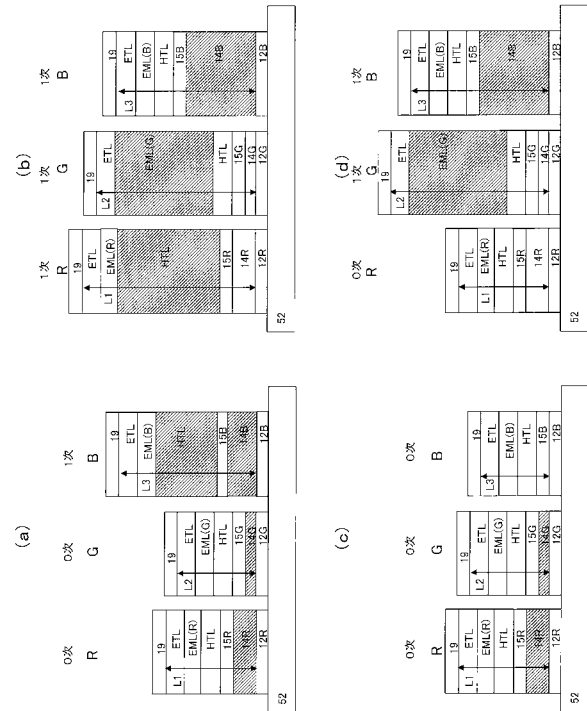 (a)
0次 0次 1次
R G B
19
ETL
L1
EML(R)
HTL
15R
14R
12R
19
ETL
L2
EML(G)
HTL
15G
14G
12G
19
ETL
EML(B)
L3
HTL
15B
14B
12B
52
(b)
1次 1次 1次
R G B
19
ETL
L1
EML(R)
HTL
15R
14R
12R
19
ETL
L2
EML(G)
HTL
15G
14G
12G
19
ETL
L3
EML(B)
HTL
15B
14B
12B
52
(c)
0次 0次 0次
R G B
19
ETL
L1
EML(R)
HTL
15R
14R
12R
19
ETL
L2
EML(G)
HTL
15G
14G
12G
19
ETL
L3
EML(B)
HTL
15B
12B
52
(d)
0次 1次 1次
R G B
19
ETL
EML(R)
L1
HTL
15R
14R
12R
19
ETL
L2
EML(G)
HTL
15G
14G
12G
19
ETL
L3
EML(B)
HTL
15B
14B
12B
52